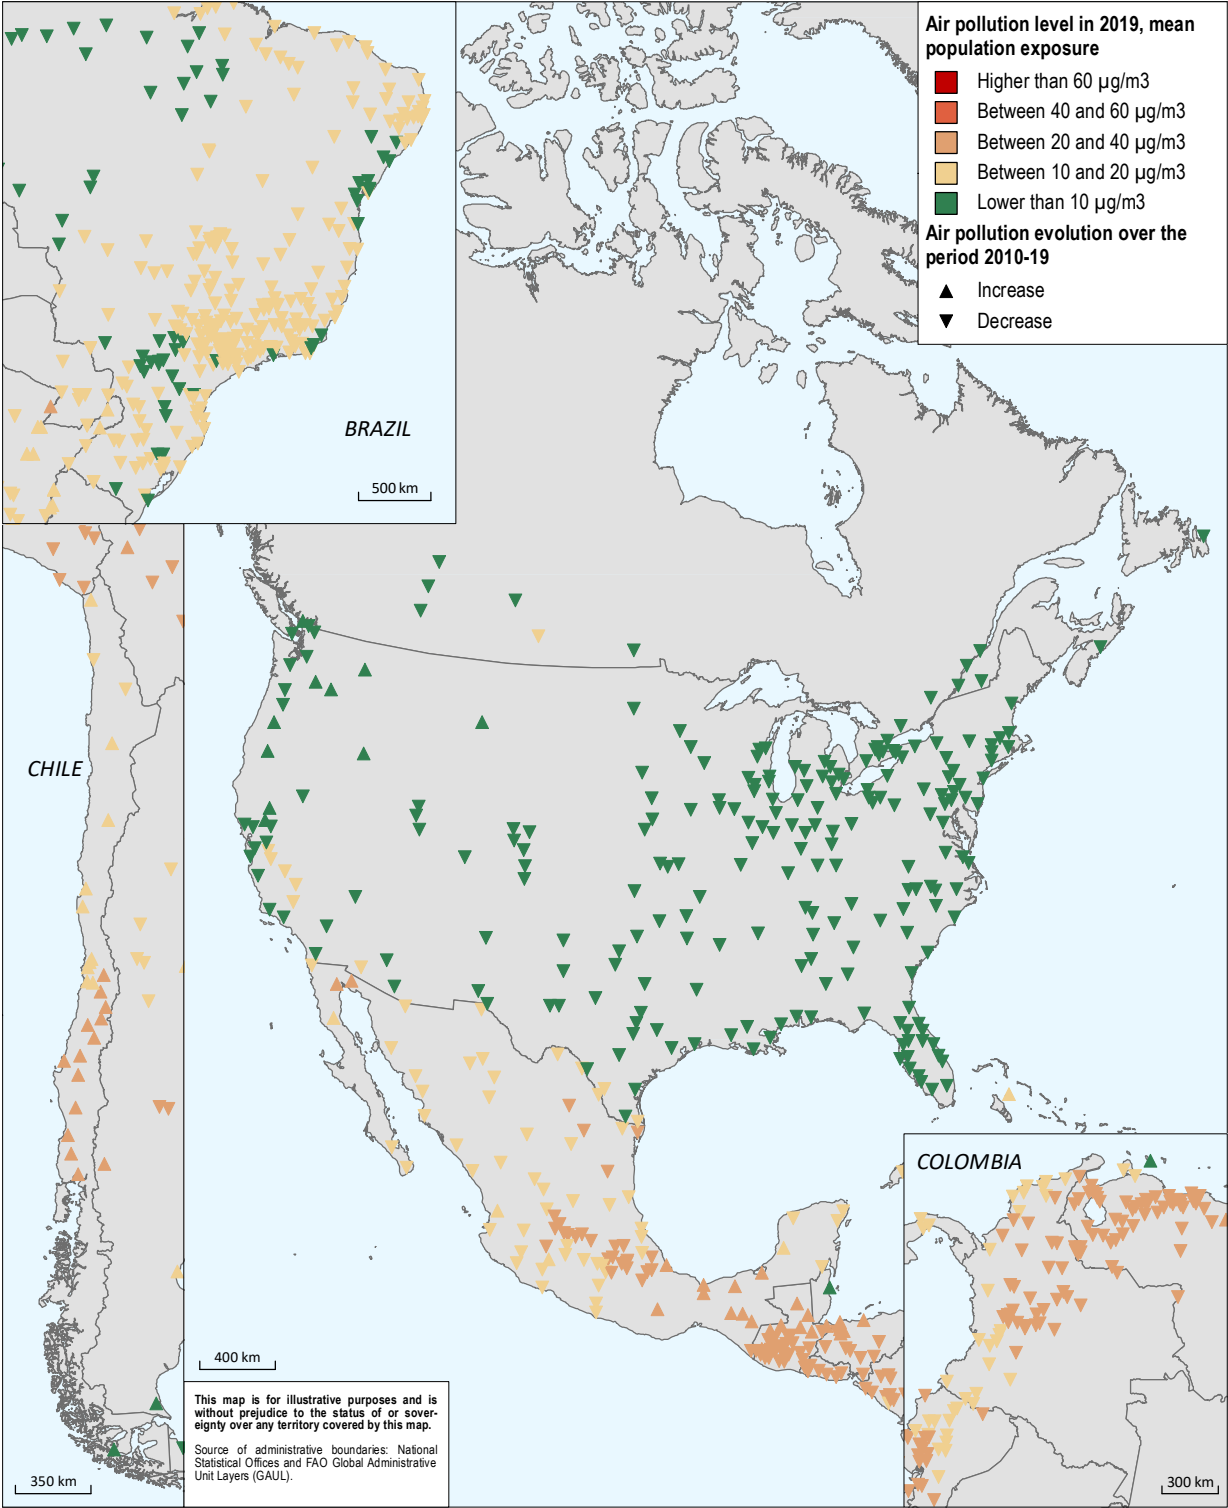 Air pollution level in 2019, mean
population exposure
Higher than 60 µg/m3
Between 40 and 60 µg/m3
Between 20 and 40 µg/m3
Between 10 and 20 µg/m3
Lower than 10 µg/m3
Air pollution evolution over the
period 2010-19
Increase
Decrease
BRAZIL
500 km
CHILE
COLOMBIA
400 km
This map is for illustrative purposes and is
without prejudice to the status of or sover-
eignty over any territory covered by this map.
Source of administrative boundaries: National
Statistical Offices and FAO Global Administrative
Unit Layers (GAUL).
350 km
300 km